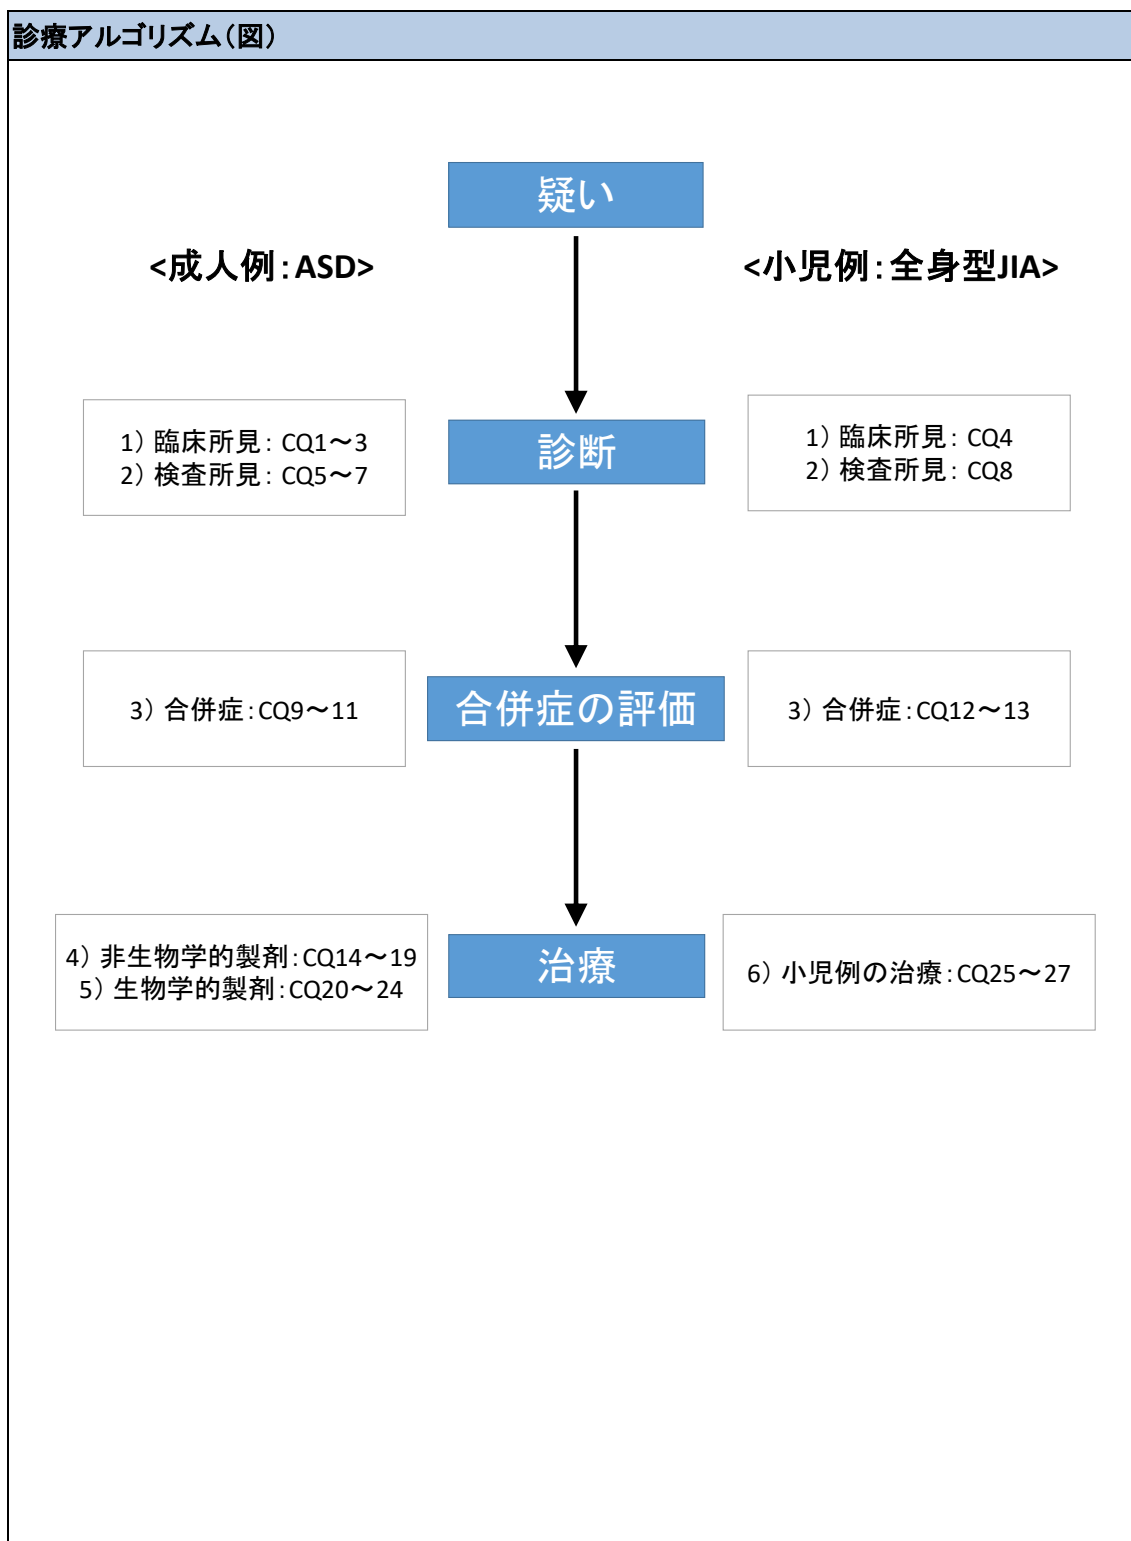 診療アルゴリズム（図）
疑い
<成人例：ASD>
<小児例：全身型JIA>
1）臨床所見：CQ1～3
2）検査所見：CQ5～7
診断
1）臨床所見：CQ4
2）検査所見：CQ8
3）合併症：CQ9～11
合併症の評価
3）合併症：CQ12～13
4）非生物学的製剤：CQ14～19
5）生物学的製剤：CQ20～24
治療
6）小児例の治療：CQ25～27